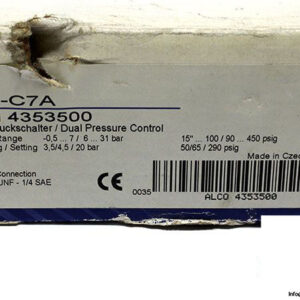 -C7A
4353500
uckschalter / Dual Pressure Control
Range -0,5 ... 7 / 6 ... 31 bar 15" ... 100 / 90 ... 450 psig
g / Setting 3,5/4,5 / 20 bar 50/65 / 290 psig
Made in Czec
Connection
UNF - 1/4 SAE
CE
0035
ALCO 4353500